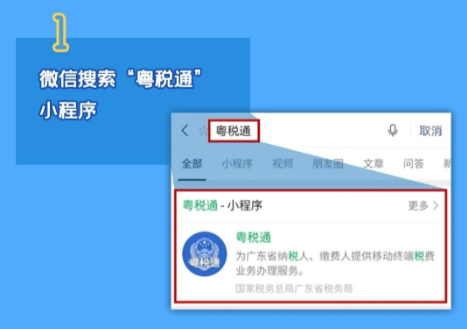 1
微信搜索“粤税通”
小程序
粤税通
取消
全部 小程序 视频 朋友圈 文章 问答 新
粤税通 - 小程序 更多
粤税通
粤税通
为广东省纳税人、缴费人提供移动终端税费
业务办理服务。
国家税务总局广东省税务局